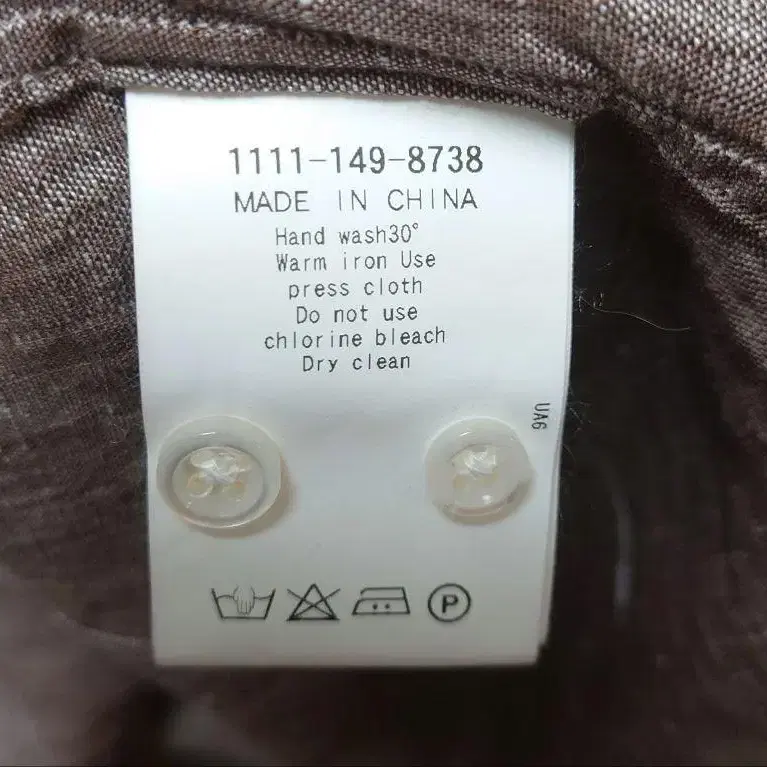 1111-149-8738
MADE IN CHINA
Hand wash30°
Warm iron Use
press cloth
Do not use
chlorine bleach
Dry clean
UA6
P